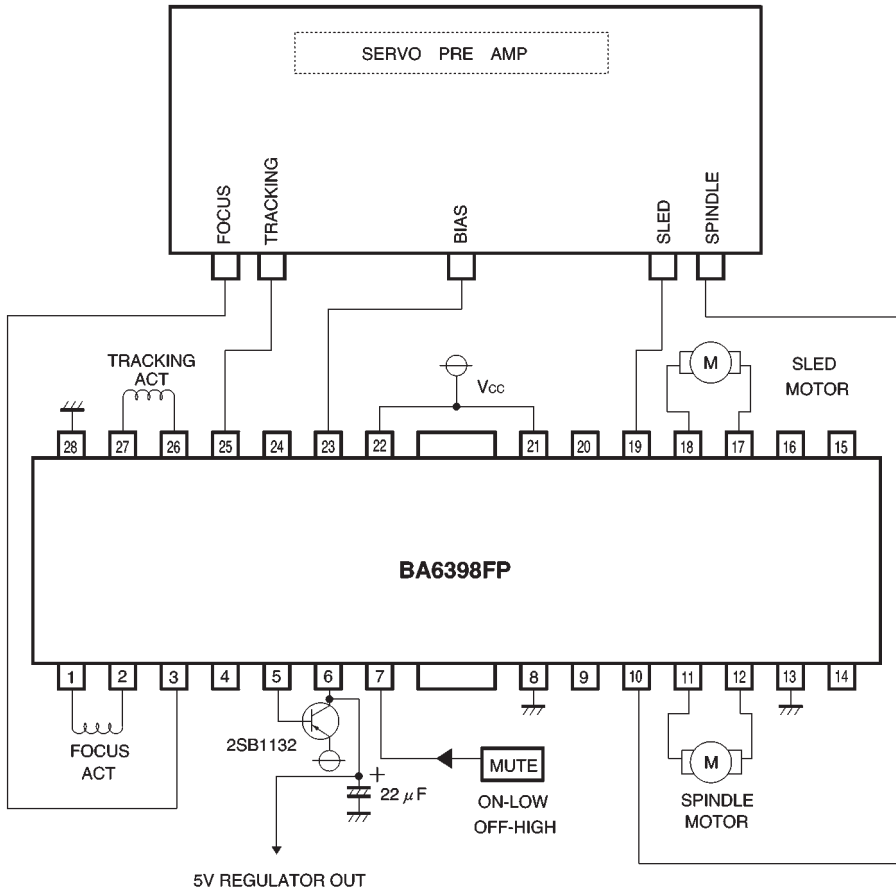 SERVO PRE AMP
FOCUS
TRACKING
BIAS
SLED
SPINDLE
TRACKING
ACT
Vcc
M
SLED
MOTOR
28 27 26 25 24 23 22 21 20 19 18 17 16 15
BA6398FP
1 2 3 4 5 6 7 8 9 10 11 12 13 14
FOCUS
ACT
2SB1132
+
22 μF
MUTE
ON-LOW
OFF-HIGH
M
SPINDLE
MOTOR
5V REGULATOR OUT